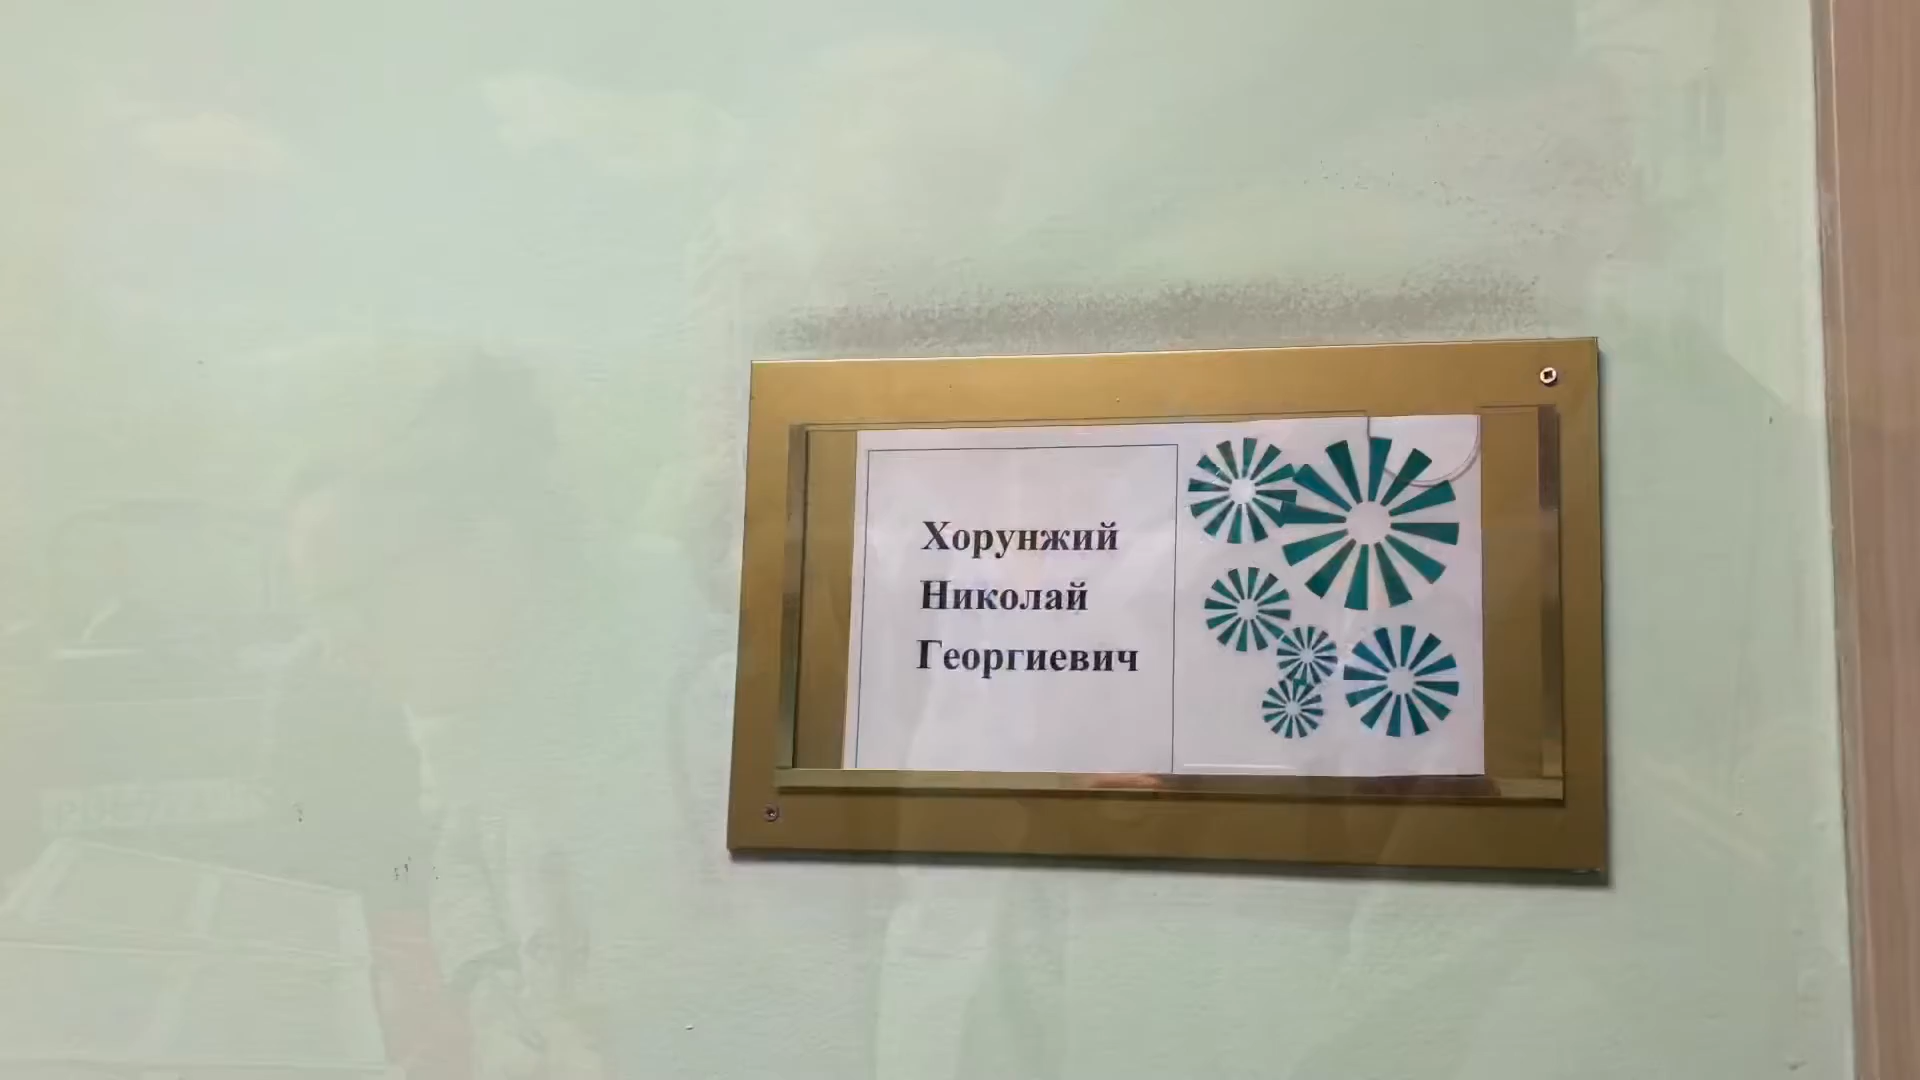 Хорунжий
Николай
Георгиевич